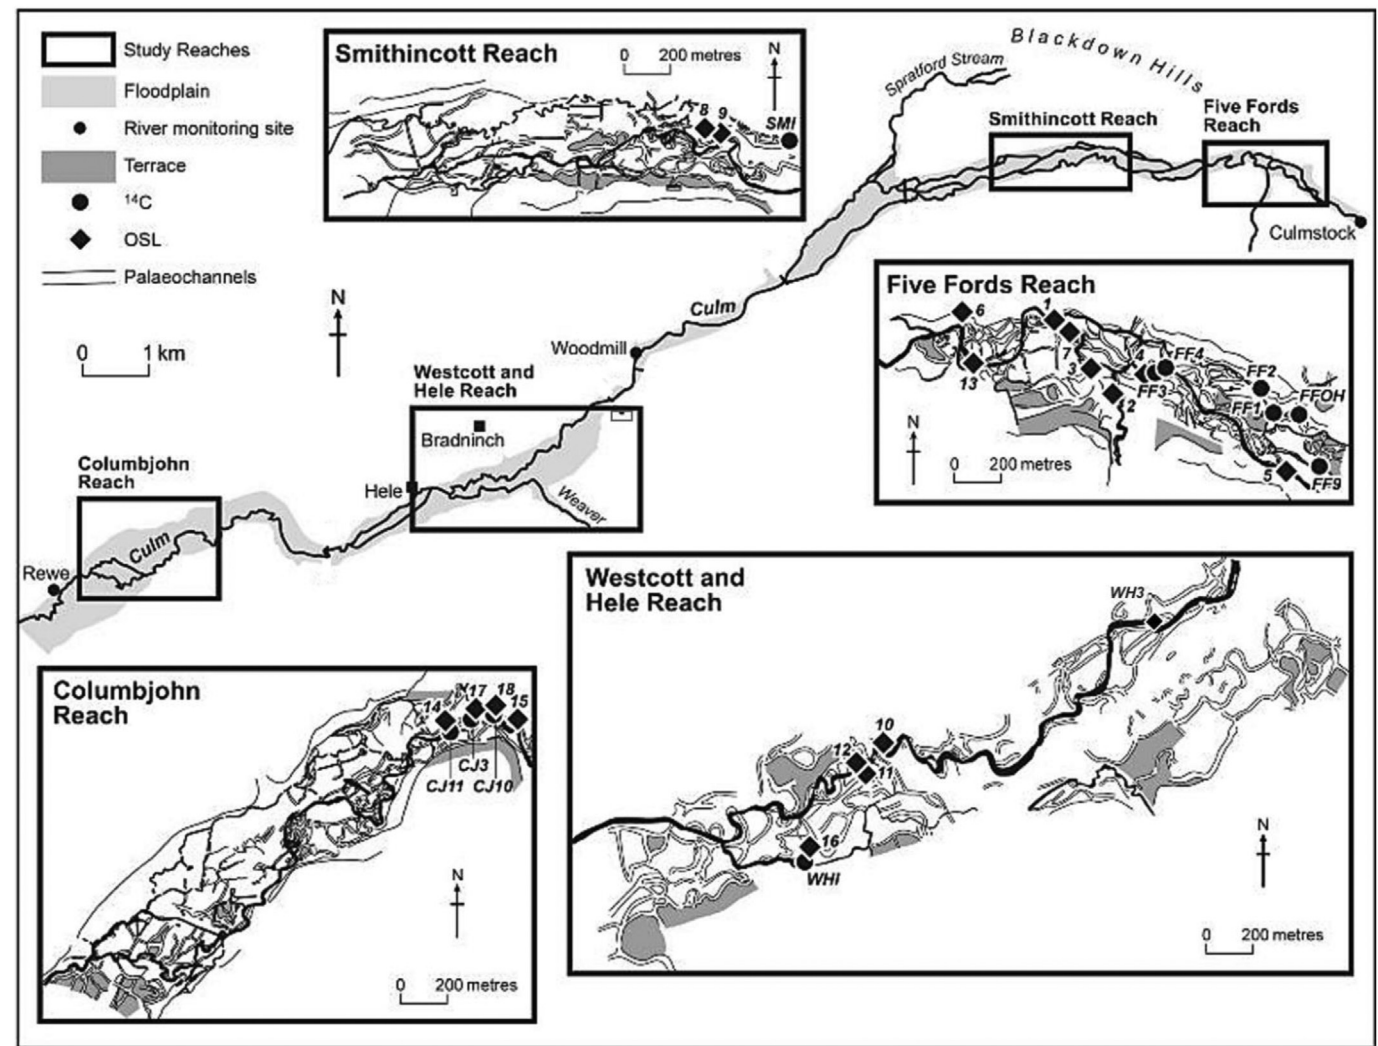 Study Reaches
Floodplain
River monitoring site
Terrace
14C
OSL
Palaeochannels
N
0 1 km
Smithincott Reach
0 200 metres
N
8 9 SMI
Blackdown Hills
Spratford Stream
Smithincott Reach
Five Fords
Reach
Culmstock
Culm
Woodmill
Westcott and
Hele Reach
Bradninch
Hele
Weaver
Columbjohn
Reach
Culm
Rewe
Five Fords Reach
6 1
7 4 FF4
13 3 FF3 FF2
2 FF1 FFOH
5 FF9
N
0 200 metres
Westcott and
Hele Reach
WH3
10
12
11
16
WHI
N
0 200 metres
Columbjohn
Reach
14 17 18 15
CJ3
CJ11 CJ10
N
0 200 metres